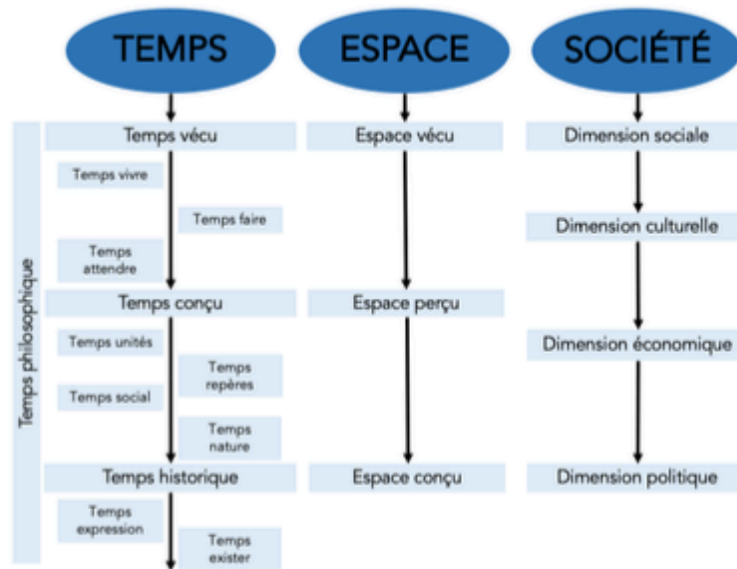 TEMPS
ESPACE
SOCIÉTÉ
Temps philosophique
Temps vécu
Espace vécu
Dimension sociale
Temps vivre
Temps faire
Dimension culturelle
Temps
attendre
Temps conçu
Espace perçu
Temps unités
Dimension économique
Temps
repères
Temps social
Temps
nature
Temps historique
Espace conçu
Dimension politique
Temps
expression
Temps
exister